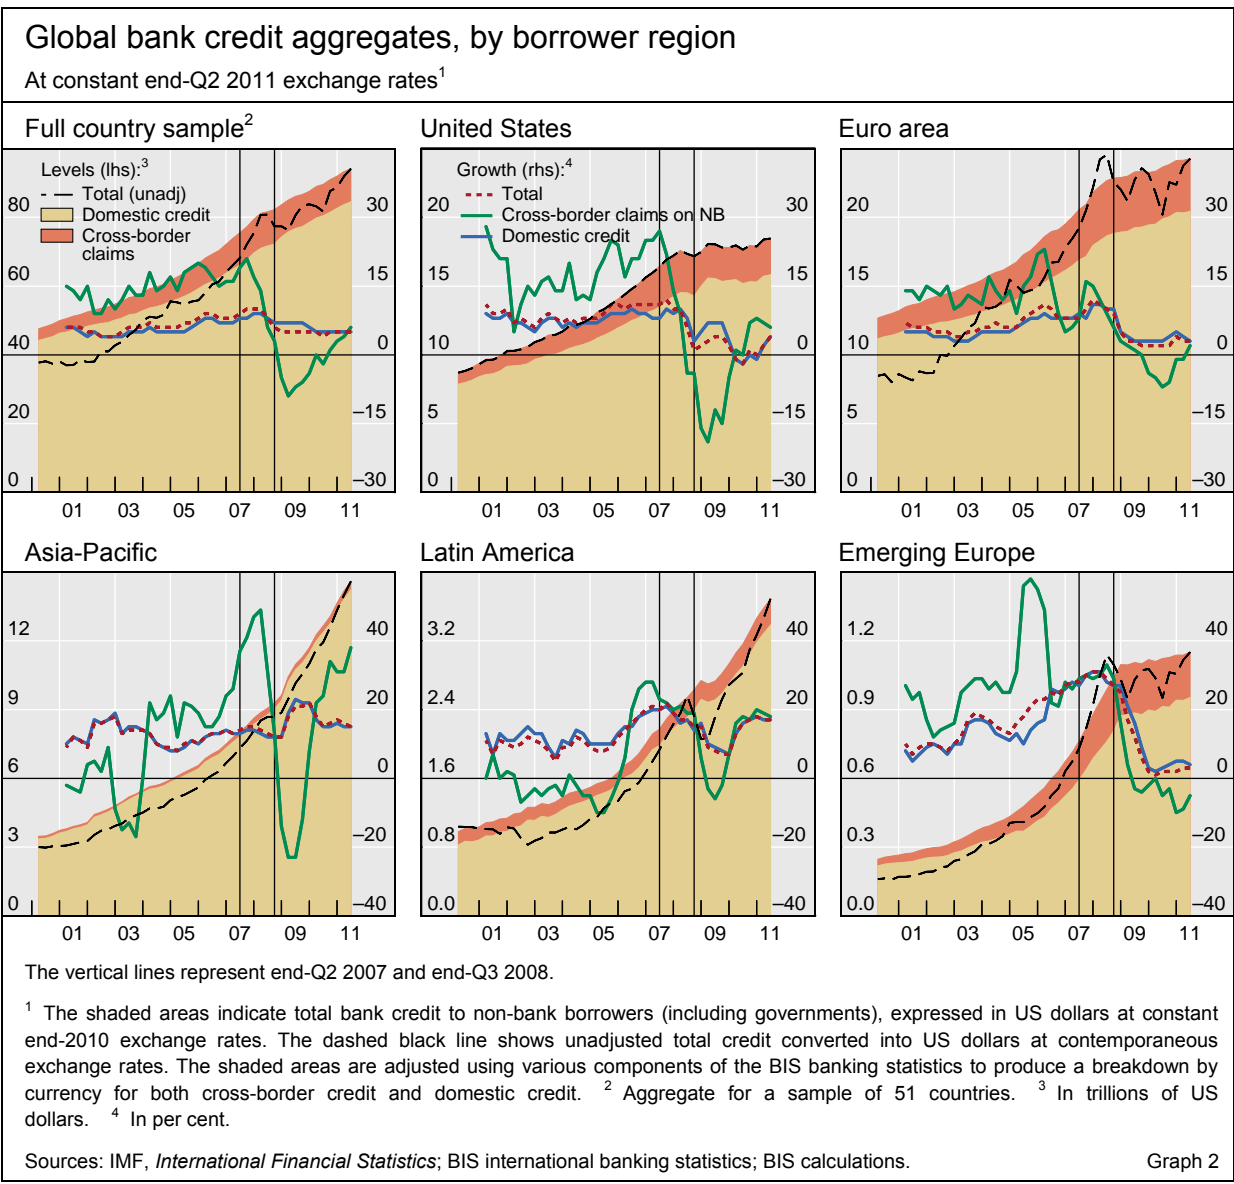 Global bank credit aggregates, by borrower region
At constant end-Q2 2011 exchange rates1
Full country sample2
United States
Euro area
Levels (lhs):3
Total (unadj)
Domestic credit
Cross-border
claims
80
60
40
20
0
30
15
0
–15
–30
01 03 05 07 09 11
Growth (rhs):4
Total
Cross-border claims on NB
Domestic credit
20
15
10
5
0
30
15
0
–15
–30
01 03 05 07 09 11
20
15
10
5
0
30
15
0
–15
–30
01 03 05 07 09 11
Asia-Pacific
Latin America
Emerging Europe
12
9
6
3
0
40
20
0
–20
–40
01 03 05 07 09 11
3.2
2.4
1.6
0.8
0.0
40
20
0
–20
–40
01 03 05 07 09 11
1.2
0.9
0.6
0.3
0.0
40
20
0
–20
–40
01 03 05 07 09 11
The vertical lines represent end-Q2 2007 and end-Q3 2008.
1 The shaded areas indicate total bank credit to non-bank borrowers (including governments), expressed in US dollars at constant
end-2010 exchange rates. The dashed black line shows unadjusted total credit converted into US dollars at contemporaneous
exchange rates. The shaded areas are adjusted using various components of the BIS banking statistics to produce a breakdown by
currency for both cross-border credit and domestic credit. 2 Aggregate for a sample of 51 countries. 3 In trillions of US
dollars. 4 In per cent.
Sources: IMF, International Financial Statistics; BIS international banking statistics; BIS calculations. Graph 2